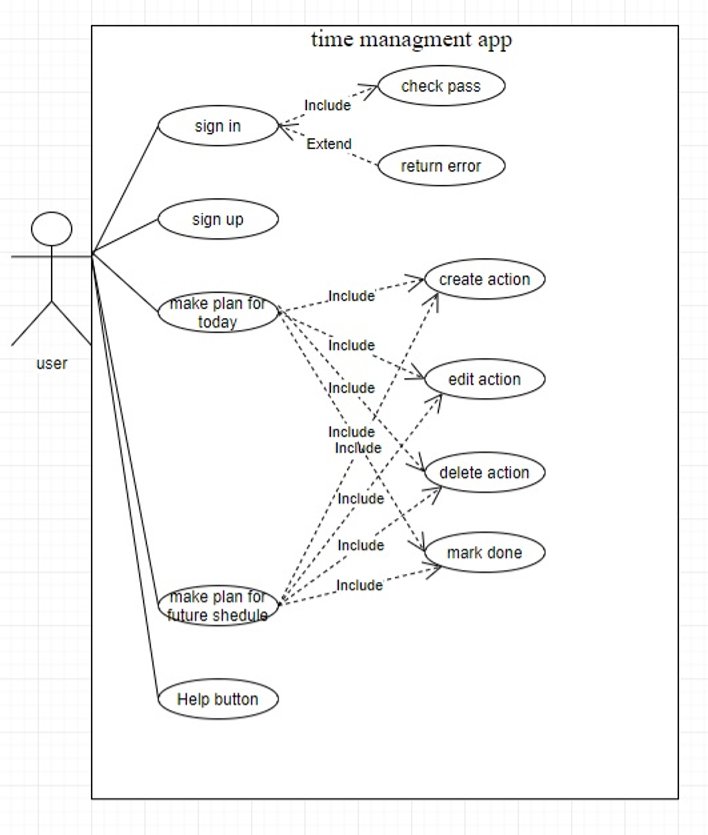 time managment app
check pass
Include
sign in
Extend
return error
sign up
user
make plan for
today
Include
create action
Include
edit action
Include
Include
Include
delete action
Include
Include
mark done
Include
make plan for
future shedule
Help button